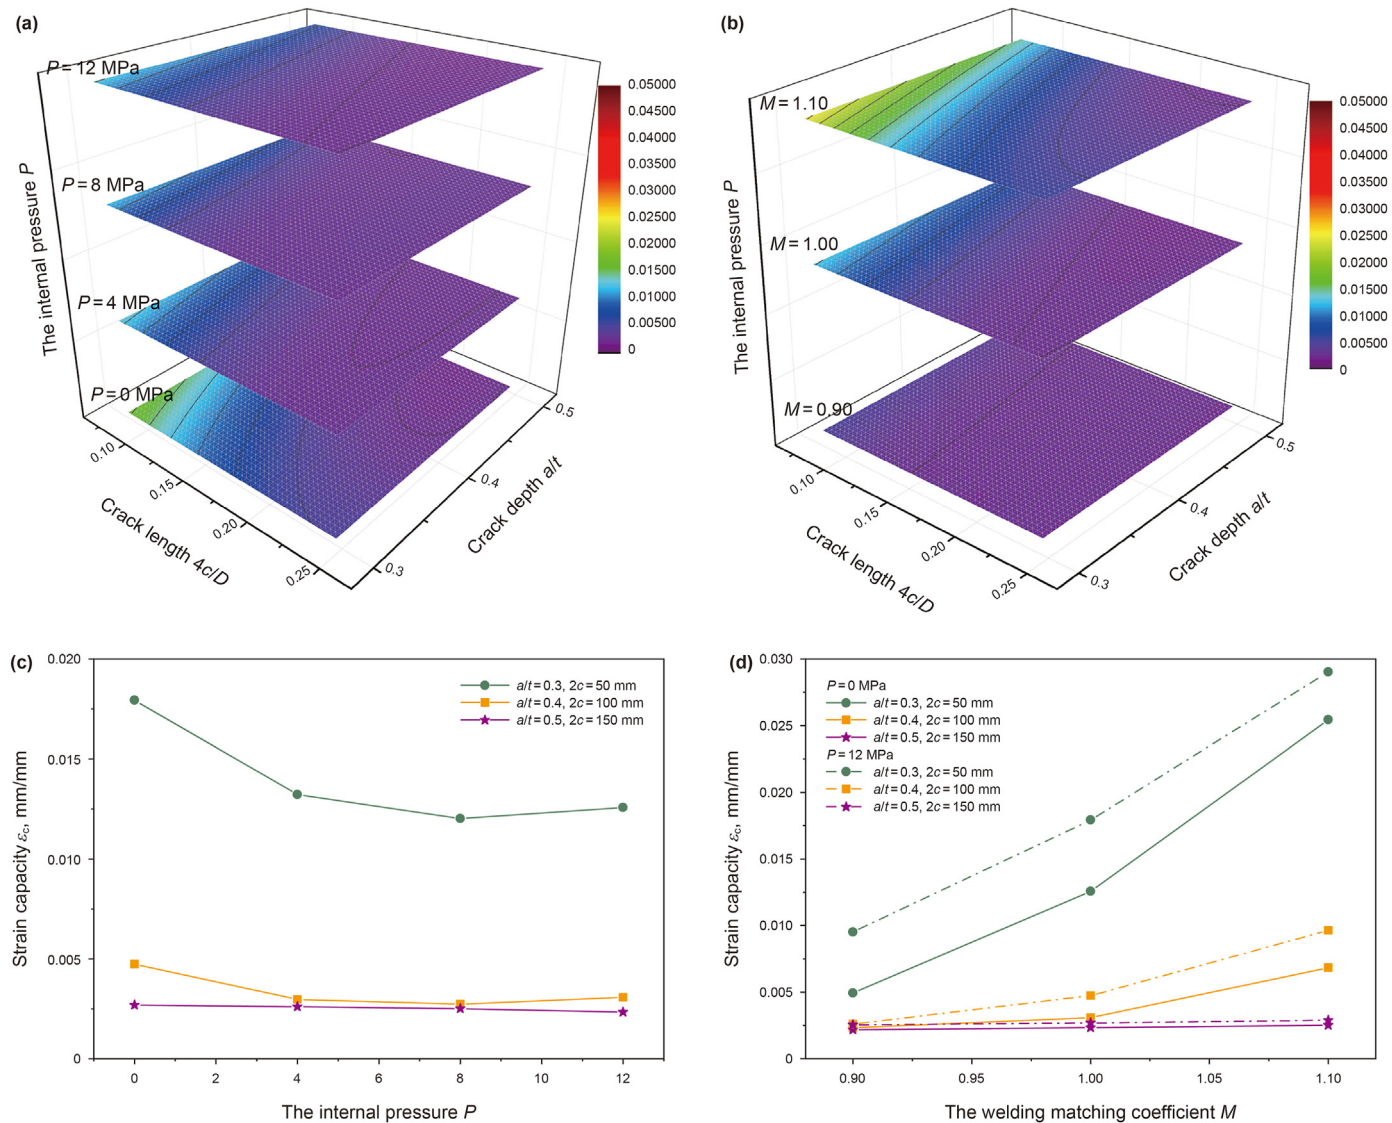 (a)
P = 12 MPa
P = 8 MPa
P = 4 MPa
P = 0 MPa
The internal pressure P
0.10
0.15
0.20
0.25
Crack length 4c/D
0.3
0.4
0.5
Crack depth a/t
0.05000
0.04500
0.04000
0.03500
0.03000
0.02500
0.02000
0.01500
0.01000
0.00500
0
(b)
M = 1.10
M = 1.00
M = 0.90
The internal pressure P
0.10
0.15
0.20
0.25
Crack length 4c/D
0.3
0.4
0.5
Crack depth a/t
0.05000
0.04500
0.04000
0.03500
0.03000
0.02500
0.02000
0.01500
0.01000
0.00500
0
(c)
0.020
0.015
0.010
0.005
0
Strain capacity εc, mm/mm
a/t = 0.3, 2c = 50 mm
a/t = 0.4, 2c = 100 mm
a/t = 0.5, 2c = 150 mm
0 2 4 6 8 10 12
The internal pressure P
(d)
0.030
0.025
0.020
0.015
0.010
0.005
0
Strain capacity εc, mm/mm
P = 0 MPa
a/t = 0.3, 2c = 50 mm
a/t = 0.4, 2c = 100 mm
a/t = 0.5, 2c = 150 mm
P = 12 MPa
a/t = 0.3, 2c = 50 mm
a/t = 0.4, 2c = 100 mm
a/t = 0.5, 2c = 150 mm
0.90 0.95 1.00 1.05 1.10
The welding matching coefficient M